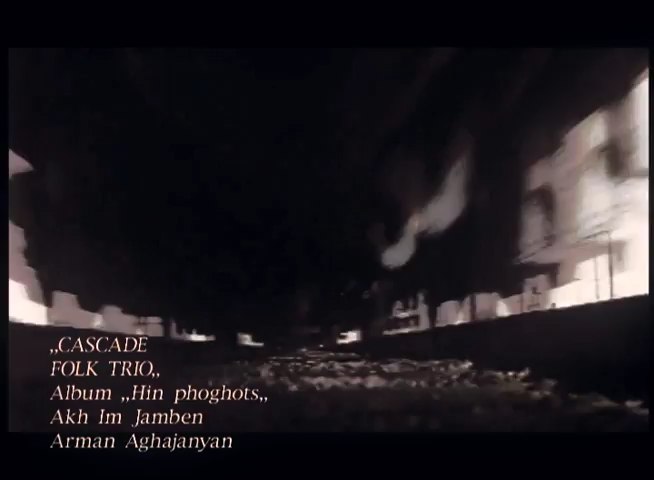 „CASCADE
FOLK TRIO„
Album „Hin phoghots„
Akh Im Jamben
Arman Aghajanyan